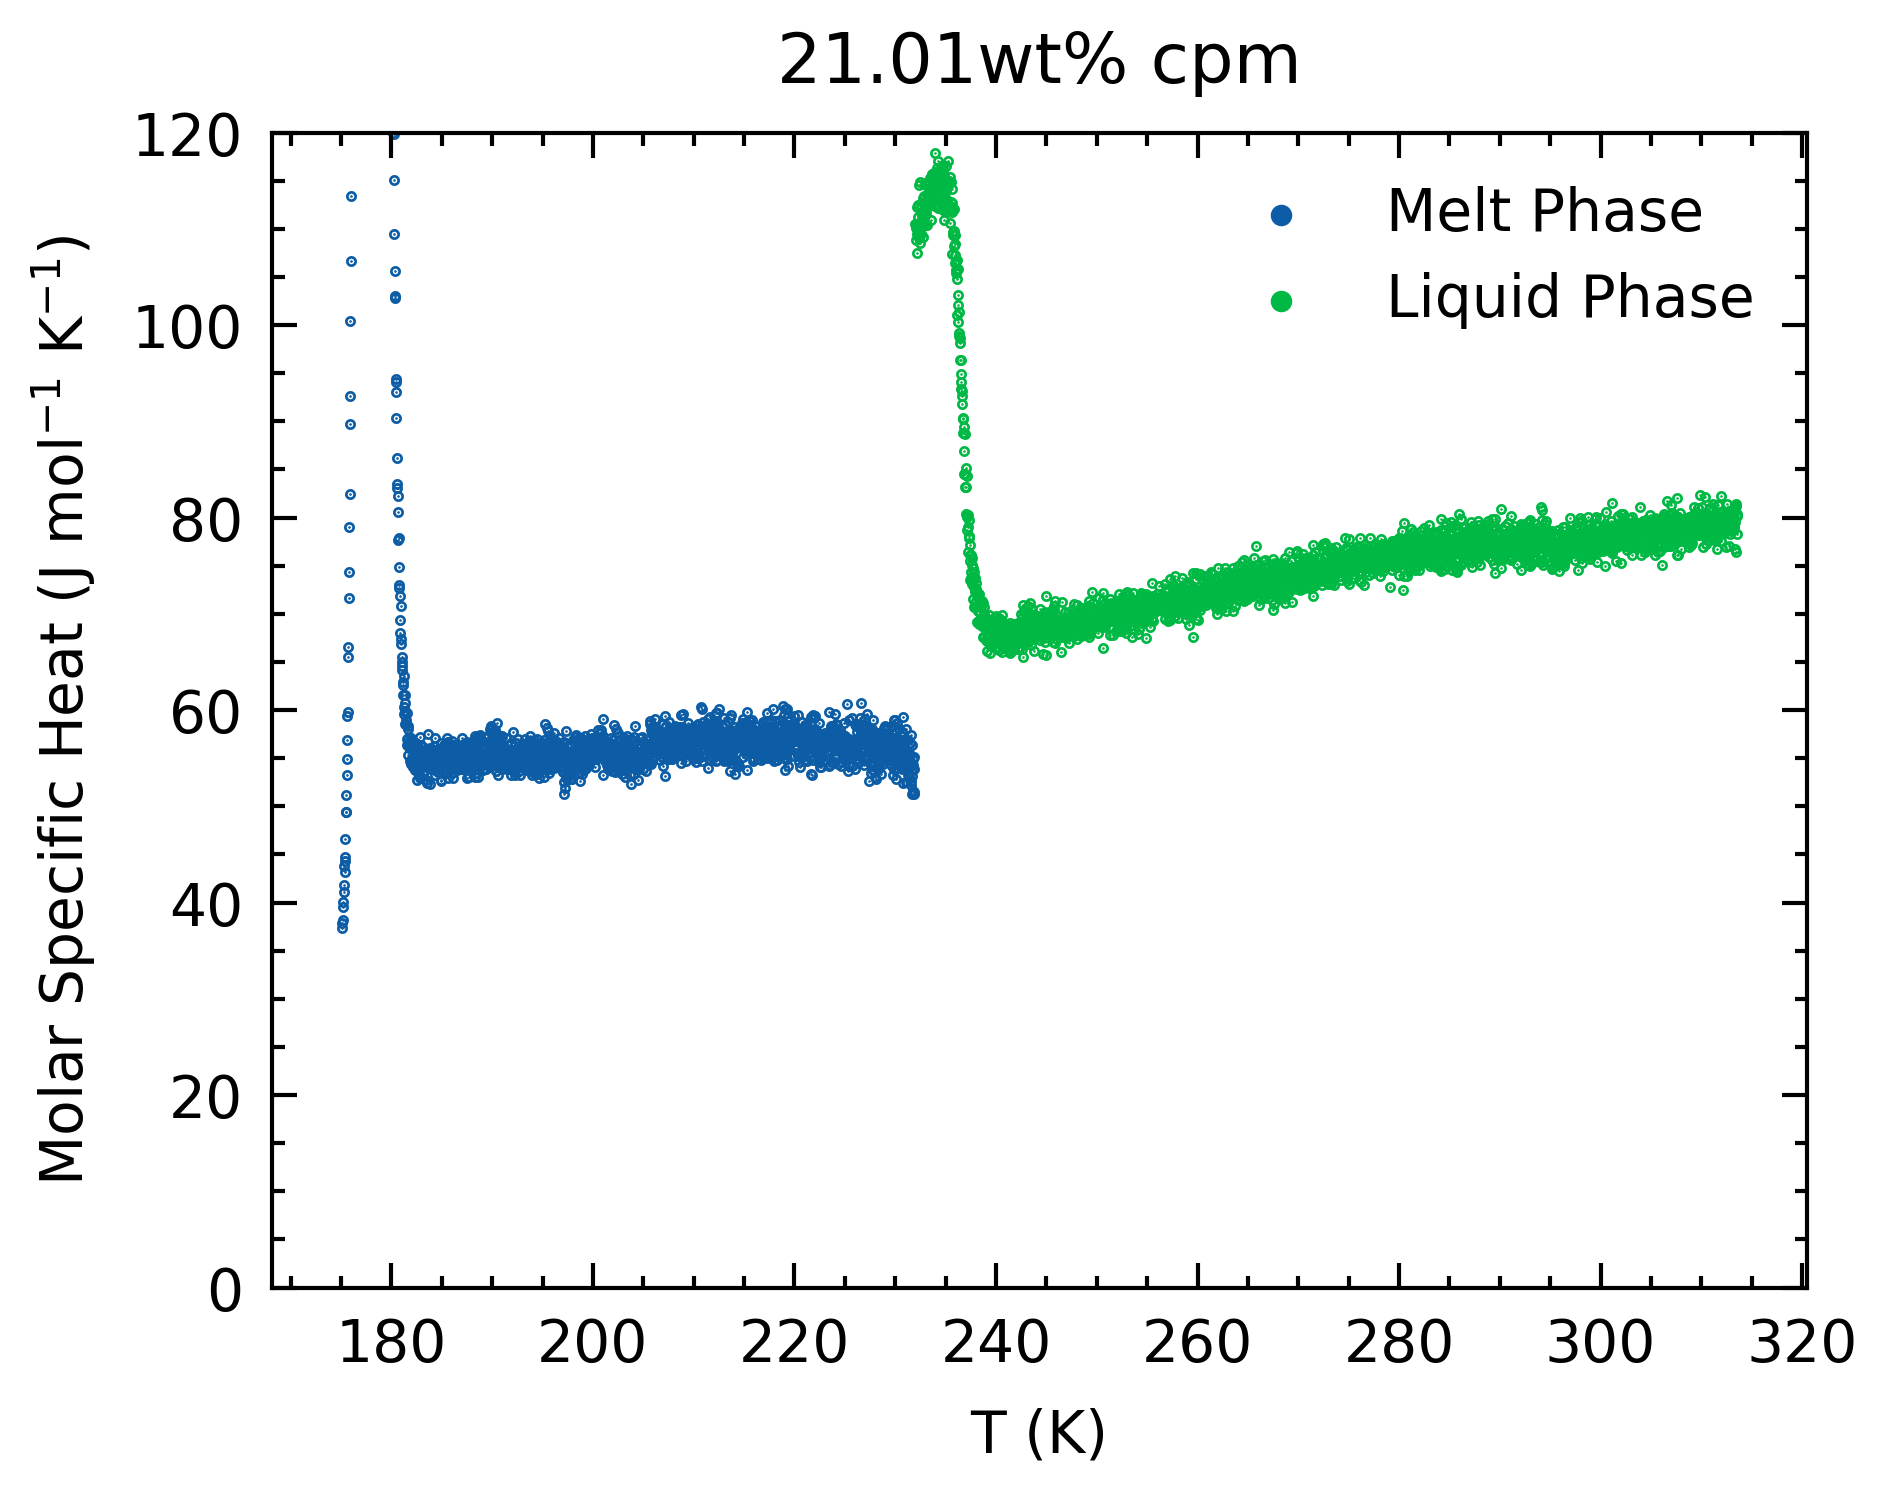 21.01wt% cpm
Molar Specific Heat (J mol⁻¹ K⁻¹)
120
100
80
60
40
20
0
Melt Phase
Liquid Phase
180 200 220 240 260 280 300 320
T (K)